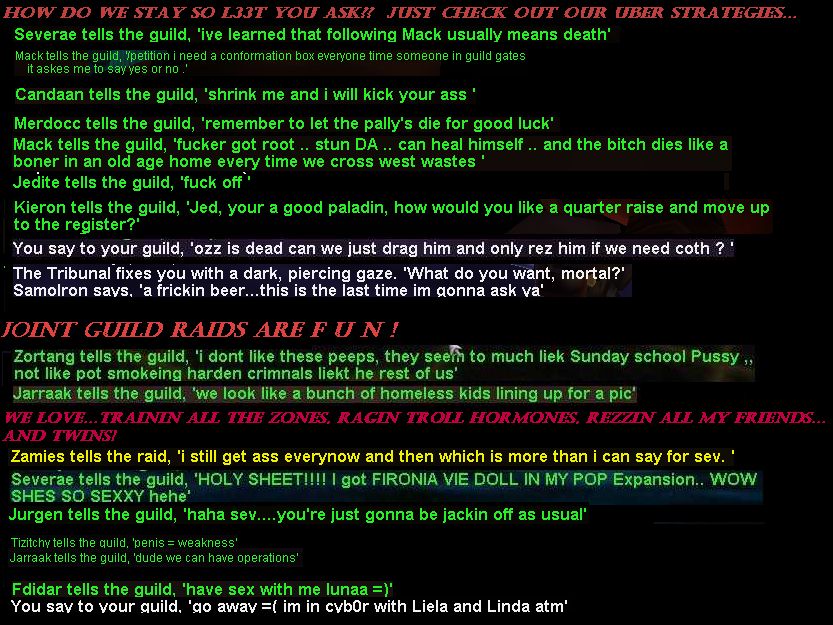 HOW DO WE STAY SO L33T YOU ASK?? JUST CHECK OUT OUR UBER STRATEGIES...
Severae tells the guild, 'ive learned that following Mack usually means death'
Mack tells the guild, '/petition i need a conformation box everyone time someone in guild gates
it askes me to say yes or no .'
Candaan tells the guild, 'shrink me and i will kick your ass '
Merdocc tells the guild, 'remember to let the pally's die for good luck'
Mack tells the guild, 'fucker got root .. stun DA .. can heal himself .. and the bitch dies like a
boner in an old age home every time we cross west wastes '
Jedite tells the guild, 'fuck off '
Kieron tells the guild, 'Jed, your a good paladin, how would you like a quarter raise and move up
to the register?'
You say to your guild, 'ozz is dead can we just drag him and only rez him if we need coth ? '
The Tribunal fixes you with a dark, piercing gaze. 'What do you want, mortal?'
SamoIron says, 'a frickin beer...this is the last time im gonna ask ya'
JOINT GUILD RAIDS ARE F U N !
Zortang tells the guild, 'i dont like these peeps, they seem to much liek Sunday school Pussy ,,
not like pot smokeing harden crimnals liekt he rest of us'
Jarraak tells the guild, 'we look like a bunch of homeless kids lining up for a pic'
WE LOVE...TRAININ ALL THE ZONES, RAGIN TROLL HORMONES, REZZIN ALL MY FRIENDS...
AND TWINS!
Zamies tells the raid, 'i still get ass everynow and then which is more than i can say for sev. '
Severae tells the guild, 'HOLY SHEET!!!! I got FIRONIA VIE DOLL IN MY POP Expansion.. WOW
SHES SO SEXXY hehe'
Jurgen tells the guild, 'haha sev....you're just gonna be jackin off as usual'
Tizitchy tells the guild, 'penis = weakness'
Jarraak tells the guild, 'dude we can have operations'
Fdidar tells the guild, 'have sex with me lunaa =)'
You say to your guild, 'go away =( im in cyb0r with Liela and Linda atm'